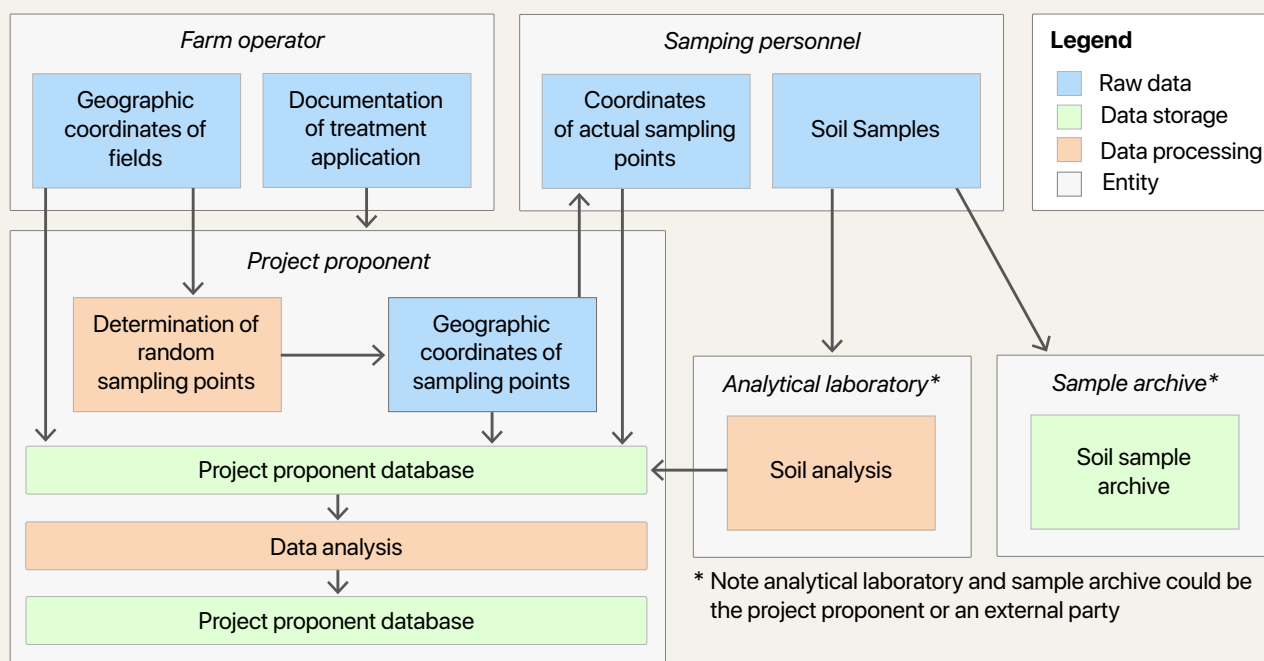 Farm operator
Geographic
coordinates of
fields
Documentation
of treatment
application
Samping personnel
Coordinates
of actual sampling
points
Soil Samples
Legend
Raw data
Data storage
Data processing
Entity
Project proponent
Determination of
random
sampling points
Geographic
coordinates of
sampling points
Project proponent database
Data analysis
Project proponent database
Analytical laboratory*
Soil analysis
Sample archive*
Soil sample
archive
* Note analytical laboratory and sample archive could be
the project proponent or an external party